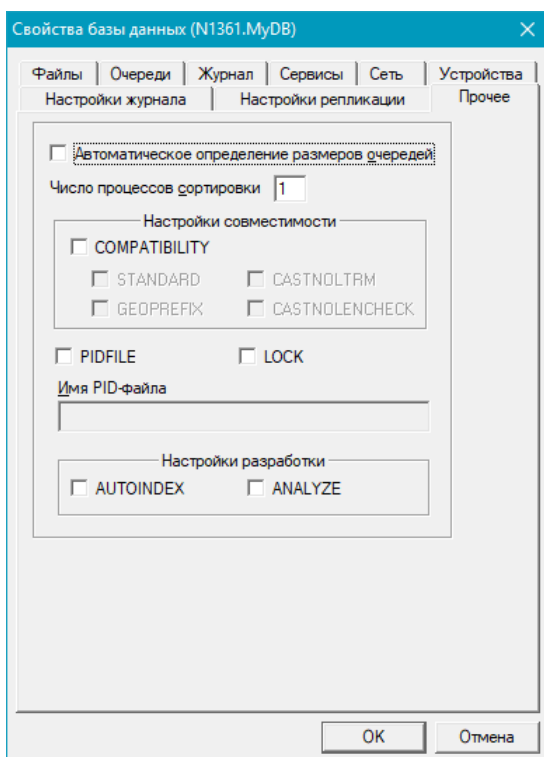 Свойства базы данных (N1361.MyDB)
Файлы Очереди Журнал Сервисы Сеть Устройства
Настройки журнала Настройки репликации Прочее
Автоматическое определение размеров очередей
Число процессов сортировки 1
Настройки совместимости
COMPATIBILITY
STANDARD CASTNOLTRM
GEOPREFIX CASTNOLENCHECK
PIDFILE LOCK
Имя PID-файла
Настройки разработки
AUTOINDEX ANALYZE
OK Отмена